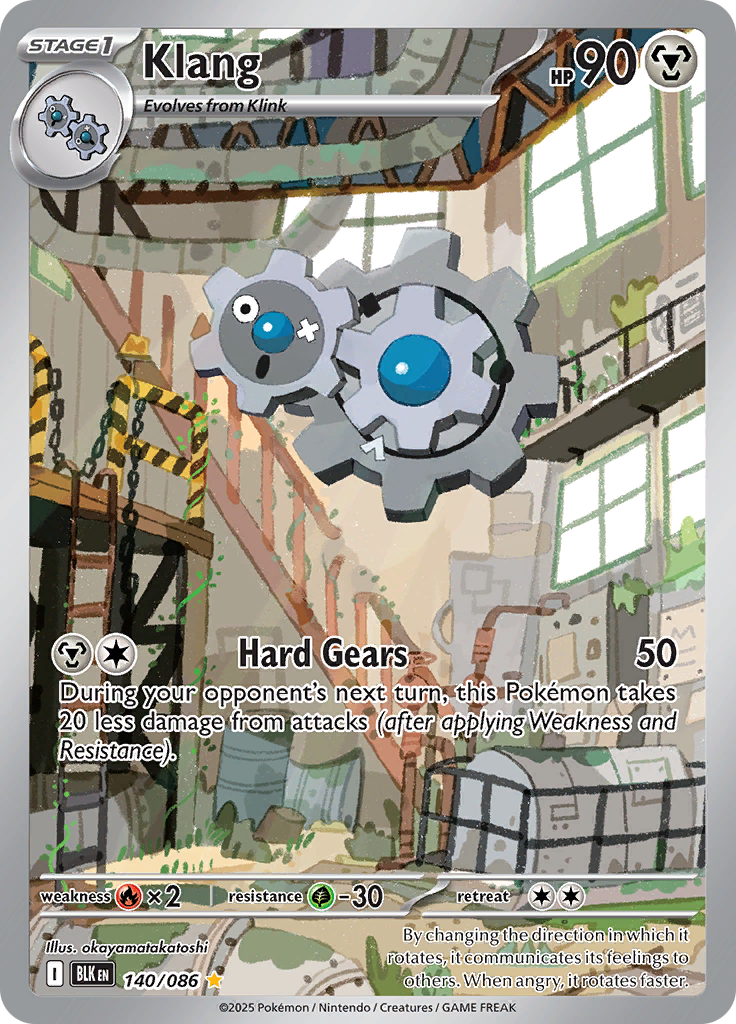 STAGE1
Klang
HP 90
Evolves from Klink
Hard Gears 50
During your opponent's next turn, this Pokémon takes
20 less damage from attacks (after applying Weakness and
Resistance).
weakness ×2 resistance -30 retreat
Illus. okayamatakatoshi
I BLK EN 140/086
By changing the direction in which it
rotates, it communicates its feelings to
others. When angry, it rotates faster.
©2025 Pokémon / Nintendo / Creatures / GAME FREAK